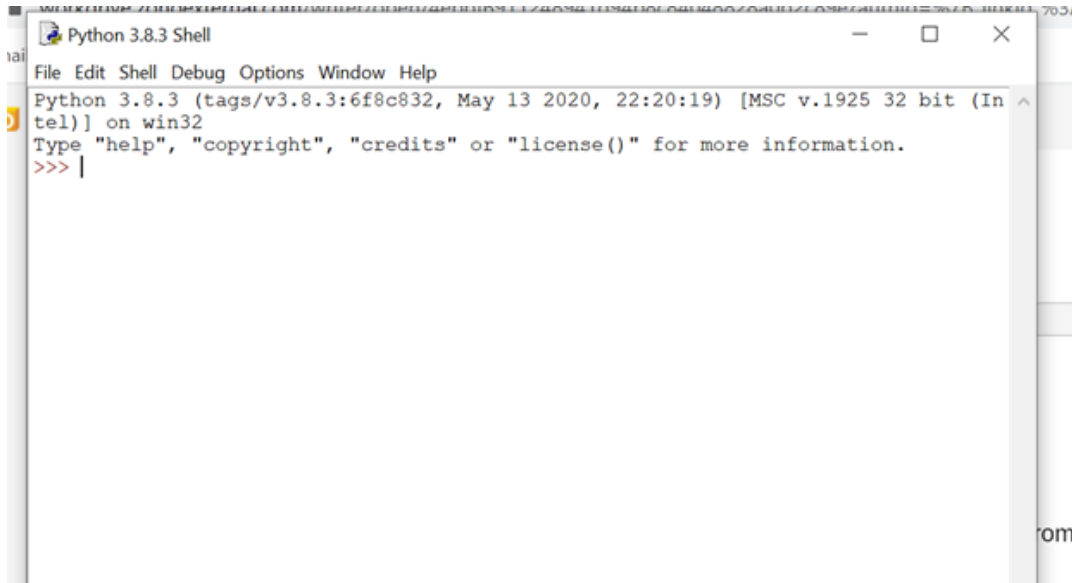 Python 3.8.3 Shell
File Edit Shell Debug Options Window Help
Python 3.8.3 (tags/v3.8.3:6f8c832, May 13 2020, 22:20:19) [MSC v.1925 32 bit (In
tel)] on win32
Type "help", "copyright", "credits" or "license()" for more information.
>>>